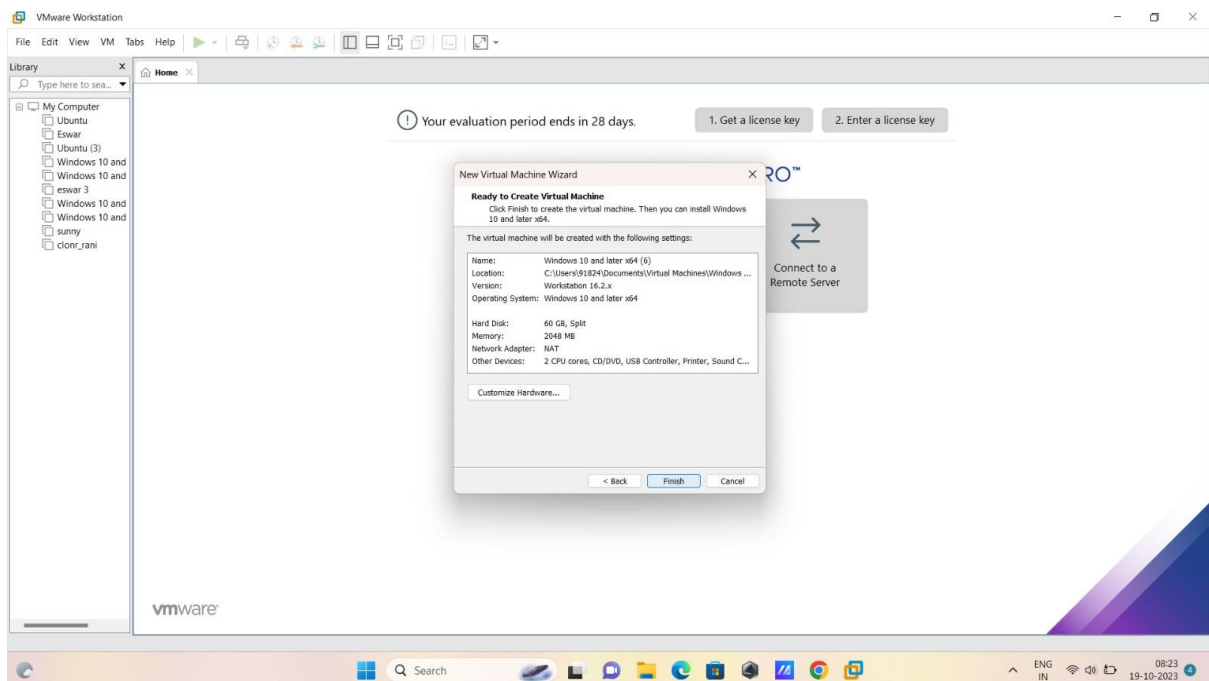 VMware Workstation
File Edit View VM Tabs Help
Library X
Type here to sea...
My Computer
Ubuntu
Eswar
Ubuntu (3)
Windows 10 and
Windows 10 and
eswar 3
Windows 10 and
Windows 10 and
sunny
clonr_rani
Home
Your evaluation period ends in 28 days.
1. Get a license key
2. Enter a license key
RO™
Connect to a
Remote Server
New Virtual Machine Wizard
Ready to Create Virtual Machine
Click Finish to create the virtual machine. Then you can install Windows
10 and later x64.
The virtual machine will be created with the following settings:
Name: Windows 10 and later x64 (6)
Location: C:\Users\91824\Documents\Virtual Machines\Windows ...
Version: Workstation 16.2.x
Operating System: Windows 10 and later x64
Hard Disk: 60 GB, Split
Memory: 2048 MB
Network Adapter: NAT
Other Devices: 2 CPU cores, CD/DVD, USB Controller, Printer, Sound C...
Customize Hardware...
< Back Finish Cancel
vmware
Search
ENG
IN
08:23
19-10-2023
4